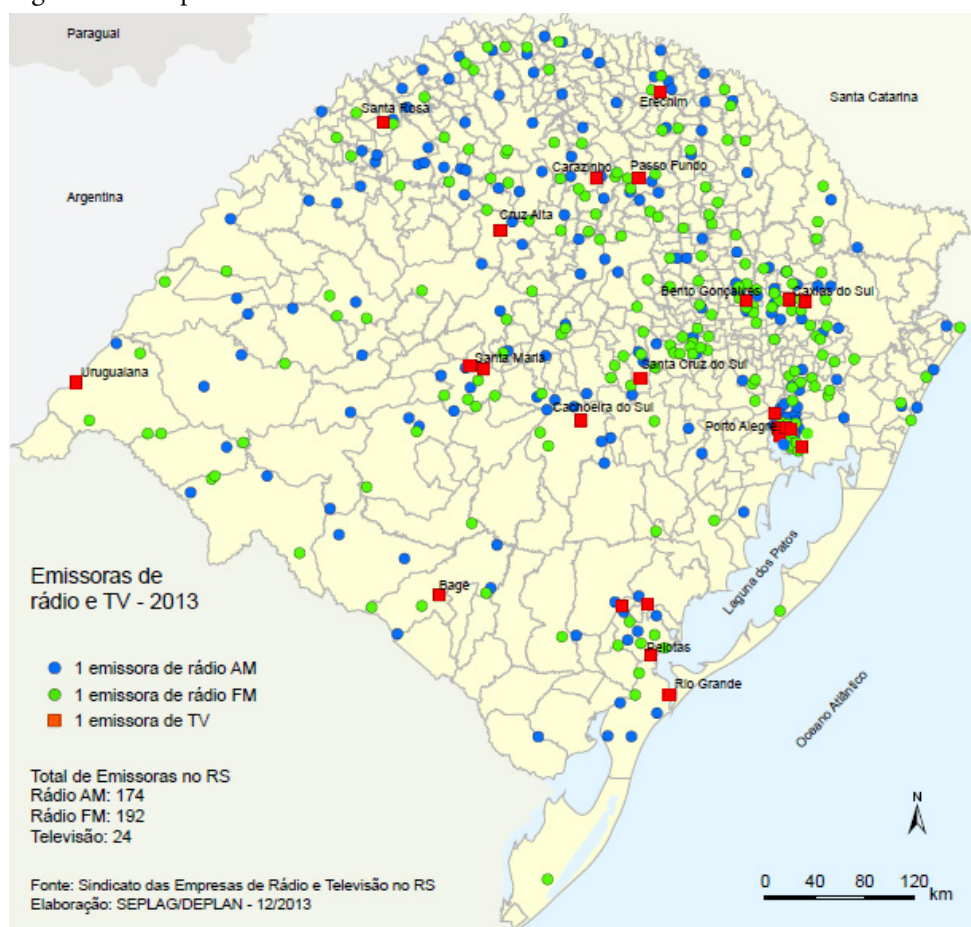 Paragual
Santa Catarina
Erechim
Santa Rosa
Carazinho
Passo Fundo
Argentina
Cruz Alta
Bento Gonçalves
Caxias do Sul
Santa Maria
Santa Cruz do Sul
Uruguaiana
Cachoeira do Sul
Porto Alegre
Laguna dos Patos
Bagé
Pelotas
Rio Grande
Oceano Atlântico
Emissoras de
rádio e TV - 2013
1 emissora de rádio AM
1 emissora de rádio FM
1 emissora de TV
Total de Emissoras no RS
Rádio AM: 174
Rádio FM: 192
Televisão: 24
Fonte: Sindicato das Empresas de Rádio e Televisão no RS
Elaboração: SEPLAG/DEPLAN - 12/2013
N
0 40 80 120
km